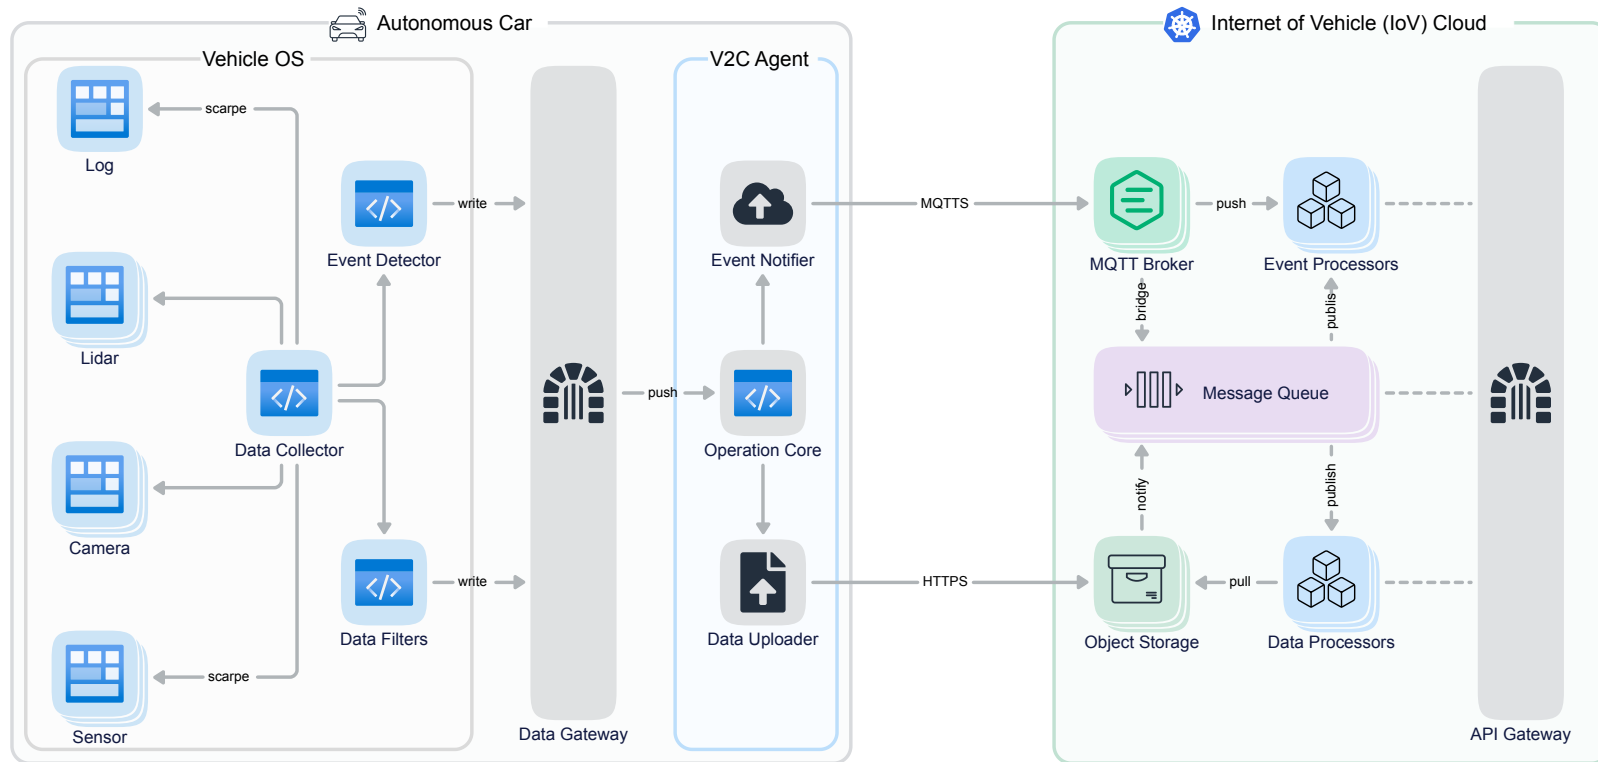 Autonomous Car
Internet of Vehicle (IoV) Cloud
Vehicle OS
V2C Agent
scarpe
Log
write
MQTTS
push
Event Detector
Event Notifier
MQTT Broker
Event Processors
bridge
publis
Lidar
push
Message Queue
Data Collector
Operation Core
notify
publish
Camera
write
HTTPS
pull
Data Filters
Data Uploader
Object Storage
Data Processors
scarpe
Sensor
Data Gateway
API Gateway